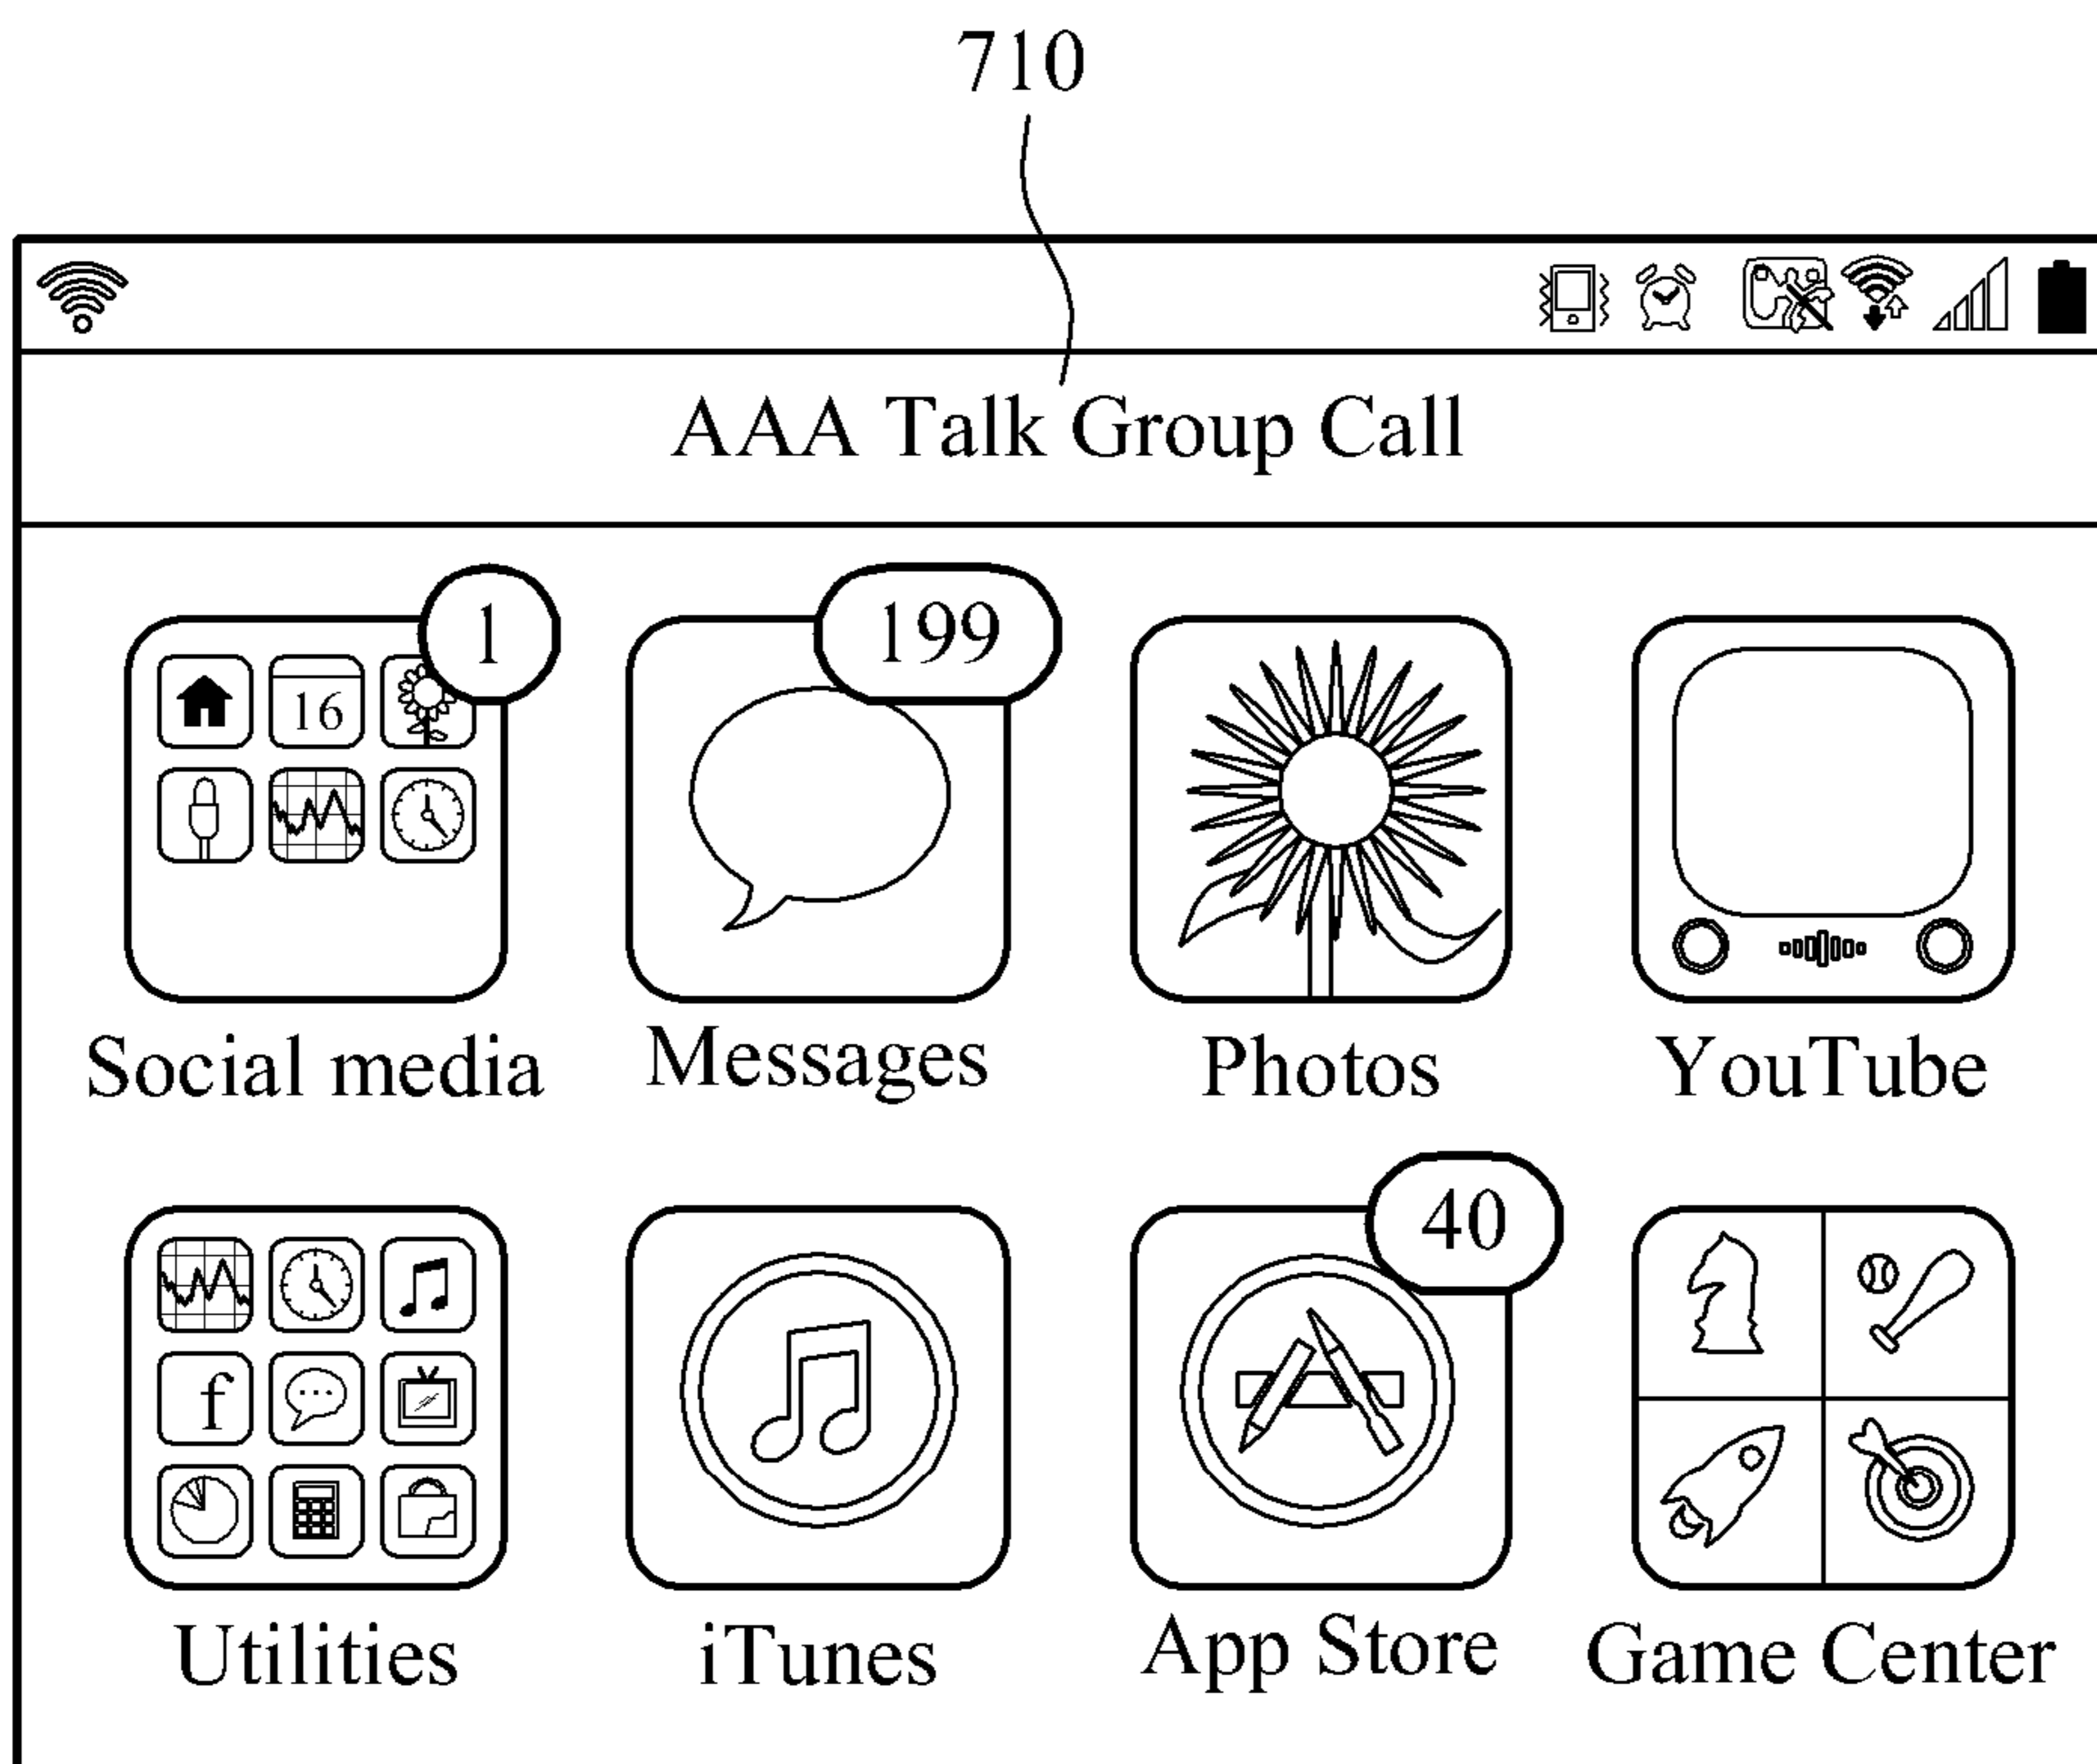 710
AAA Talk Group Call
1
199
16
Social media
Messages
Photos
YouTube
40
f
Utilities
iTunes
App Store
Game Center